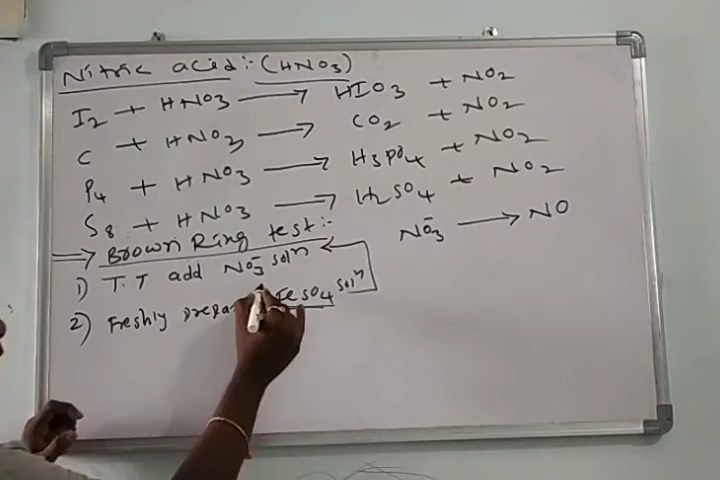 Nitric acid:- (HNO3)
I2 + HNO3 → HIO3 + NO2
C + HNO3 → CO2 + NO2
P4 + HNO3 → H3PO4 + NO2
S8 + HNO3 → H2SO4 + NO2
⇒ Brown Ring test:- NO3⁻ → NO
1) T.T add NO3⁻ solⁿ
2) Freshly FeSO4 solⁿ